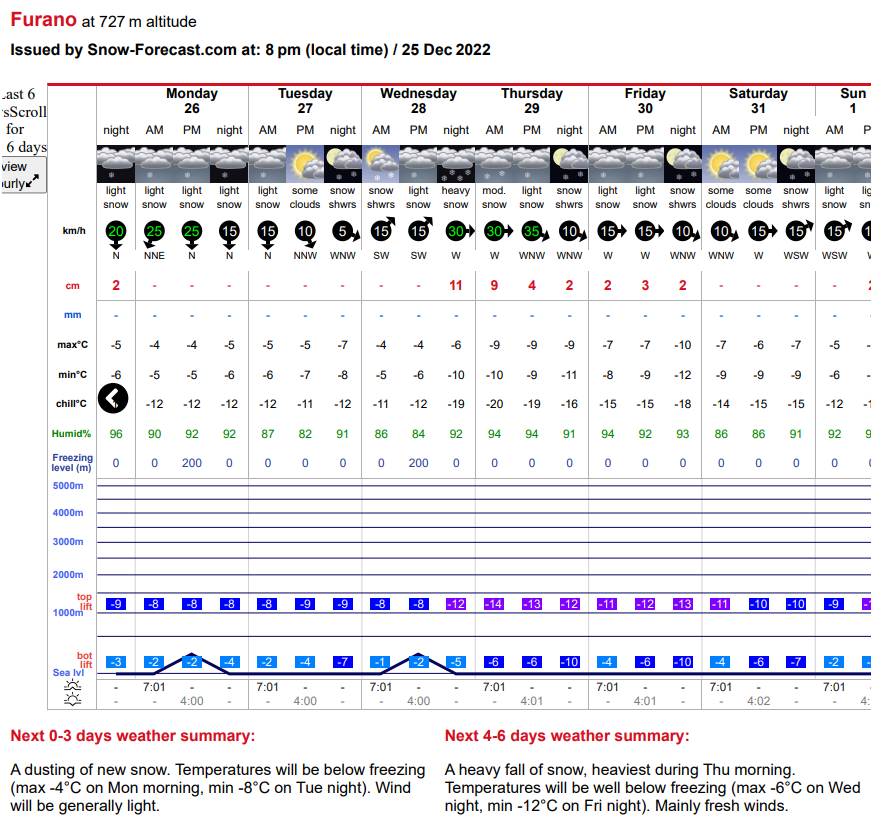 Furano at 727 m altitude
Issued by Snow-Forecast.com at: 8 pm (local time) / 25 Dec 2022
Last 6
Scroll
for
6 days
view
Monday Tuesday Wednesday Thursday Friday Saturday Sun
26 27 28 29 30 31 1
night AM PM night AM PM night AM PM night AM PM night AM PM night AM PM night AM
light light light light light some snow snow light heavy mod. light snow light light snow some some snow light
snow snow snow snow snow clouds shwrs shwrs snow snow snow snow shwrs snow snow shwrs clouds clouds shwrs snow
km/h 20 25 25 15 15 10 5 15 15 30 30 35 10 15 15 10 10 15 15 15
N NNE N N N NNW WNW SW SW W W WNW WNW W W WNW WNW W WSW WSW
cm 2 - - - - - - - - 11 9 4 2 2 3 2 - - - -
mm - - - - - - - - - - - - - - - - - - - - -
max°C -5 -4 -4 -5 -5 -5 -7 -4 -4 -6 -9 -9 -9 -7 -7 -10 -7 -6 -7 -5
min°C -6 -5 -5 -6 -6 -7 -8 -5 -6 -10 -10 -9 -11 -8 -9 -12 -9 -9 -9 -6
chill°C -12 -12 -12 -12 -11 -12 -11 -12 -19 -20 -19 -16 -15 -15 -18 -14 -15 -15 -12
Humid% 96 90 92 92 87 82 91 86 84 92 94 94 91 94 92 93 86 86 91 92
Freezing
level (m) 0 0 200 0 0 0 0 0 200 0 0 0 0 0 0 0 0 0 0 0
5000m
4000m
3000m
2000m
top
lift -9 -8 -8 -8 -8 -9 -9 -8 -8 -12 -14 -13 -12 -11 -12 -13 -11 -10 -10 -9
1000m
bot
lift -3 -2 -2 -4 -2 -4 -7 -1 -2 -5 -6 -6 -10 -4 -6 -10 -4 -6 -7 -2
Sea lvl
- 7:01 - - 7:01 - - 7:01 - - 7:01 - - 7:01 - - 7:01 - - 7:01 -
- - 4:00 - - 4:00 - - 4:00 - - 4:01 - - 4:01 - - 4:02 - -
Next 0-3 days weather summary:
A dusting of new snow. Temperatures will be below freezing
(max -4°C on Mon morning, min -8°C on Tue night). Wind
will be generally light.
Next 4-6 days weather summary:
A heavy fall of snow, heaviest during Thu morning.
Temperatures will be well below freezing (max -6°C on Wed
night, min -12°C on Fri night). Mainly fresh winds.